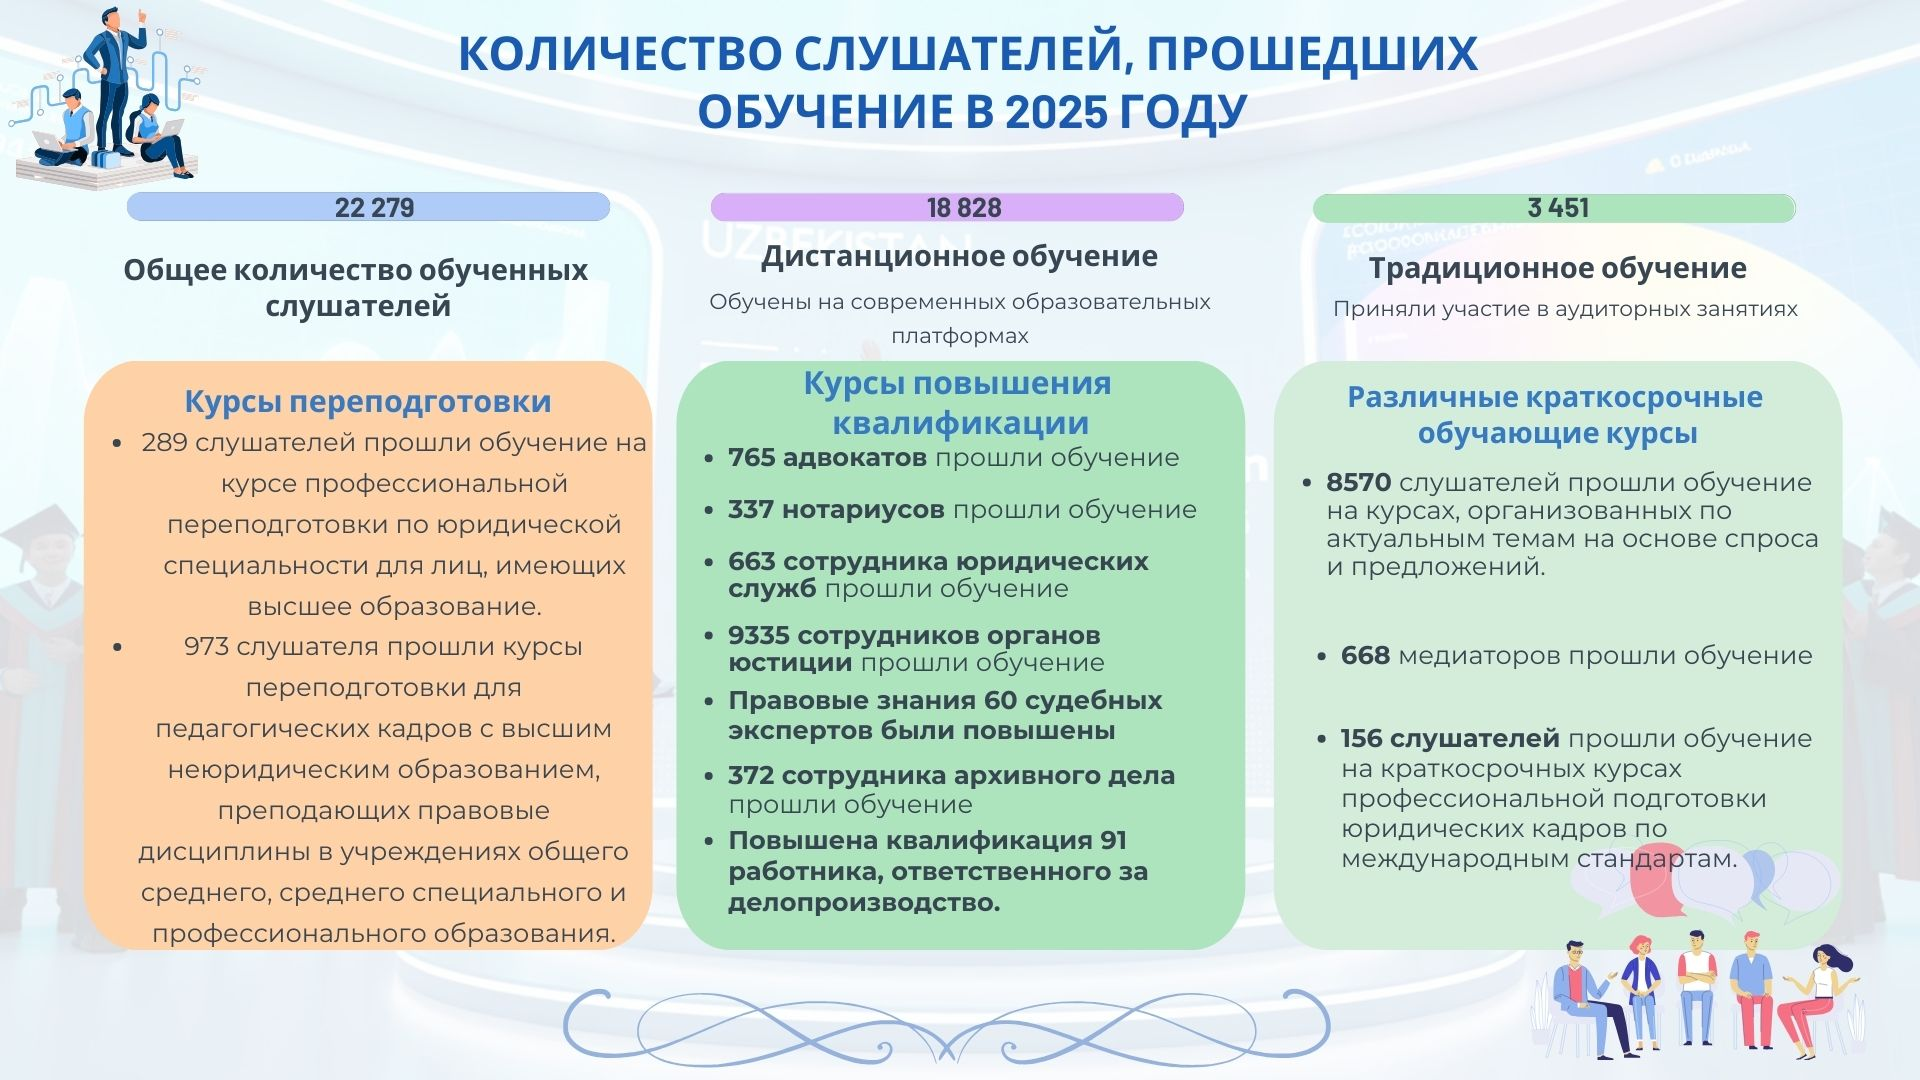 КОЛИЧЕСТВО СЛУШАТЕЛЕЙ, ПРОШЕДШИХ
ОБУЧЕНИЕ В 2025 ГОДУ
22 279
Общее количество обученных
слушателей
18 828
Дистанционное обучение
Обучены на современных образовательных
платформах
3 451
Традиционное обучение
Приняли участие в аудиторных занятиях
UZBEKISTAN
Курсы переподготовки
• 289 слушателей прошли обучение на
курсе профессиональной
переподготовки по юридической
специальности для лиц, имеющих
высшее образование.
• 973 слушателя прошли курсы
переподготовки для
педагогических кадров с высшим
неюридическим образованием,
преподающих правовые
дисциплины в учреждениях общего
среднего, среднего специального и
профессионального образования.
Курсы повышения
квалификации
• 765 адвокатов прошли обучение
• 337 нотариусов прошли обучение
• 663 сотрудника юридических
служб прошли обучение
• 9335 сотрудников органов
юстиции прошли обучение
• Правовые знания 60 судебных
экспертов были повышены
• 372 сотрудника архивного дела
прошли обучение
• Повышена квалификация 91
работника, ответственного за
делопроизводство.
Различные краткосрочные
обучающие курсы
• 8570 слушателей прошли обучение
на курсах, организованных по
актуальным темам на основе спроса
и предложений.
• 668 медиаторов прошли обучение
• 156 слушателей прошли обучение
на краткосрочных курсах
профессиональной подготовки
юридических кадров по
международным стандартам.